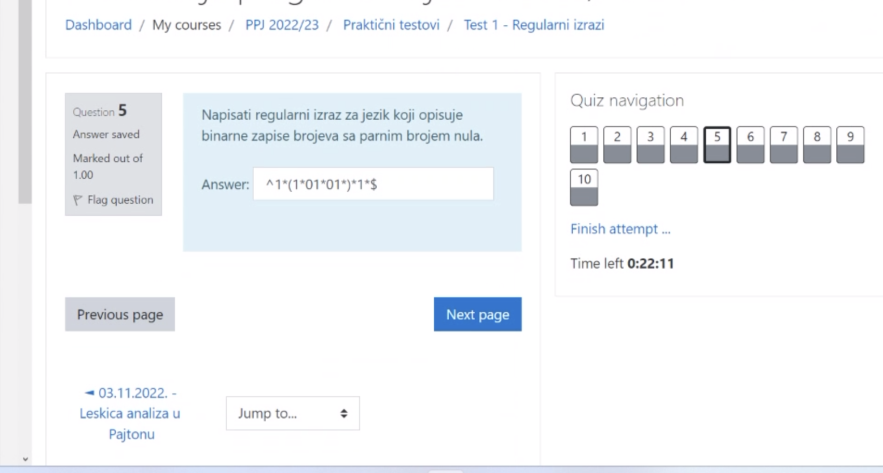 Dashboard / My courses / PPJ 2022/23 / Praktični testovi / Test 1 - Regularni izrazi
Question 5
Answer saved
Marked out of
1.00
Flag question
Napisati regularni izraz za jezik koji opisuje
binarne zapise brojeva sa parnim brojem nula.
Answer: ^1*(1*01*01*)*1*$
Previous page
Next page
◄ 03.11.2022. -
Leskica analiza u
Pajtonu
Jump to...
Quiz navigation
1 2 3 4 5 6 7 8 9
10
Finish attempt ...
Time left 0:22:11